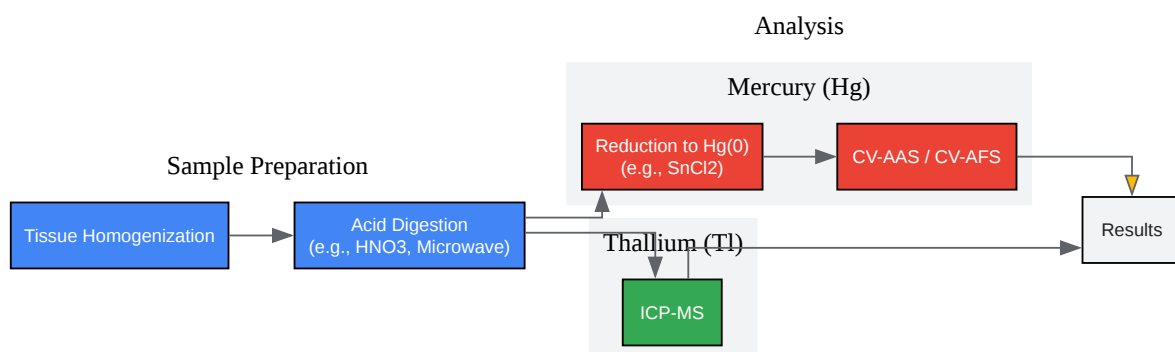 Analysis
Mercury (Hg)
Reduction to Hg(0)
(e.g., SnCl2)
CV-AAS / CV-AFS
Sample Preparation
Tissue Homogenization
Acid Digestion
(e.g., HNO3, Microwave)
Thallium (Tl)
ICP-MS
Results